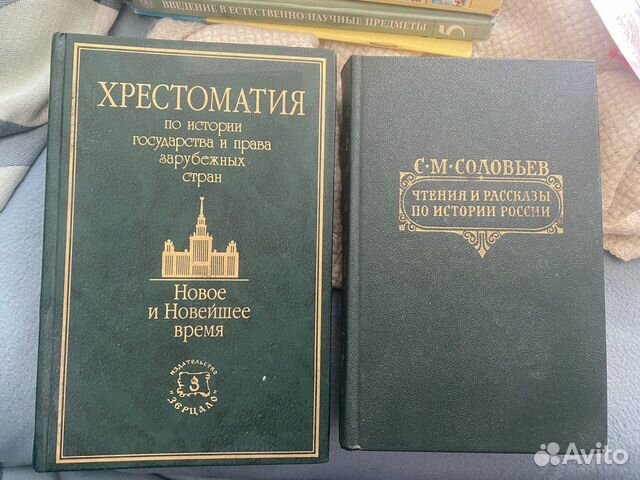 ВВЕДЕНИЕ В ЕСТЕСТВЕННО-НАУЧНЫЕ ПРЕДМЕТЫ 5
ХРЕСТОМАТИЯ
по истории
государства и права
зарубежных
стран
Новое
и Новейшее
время
ИЗДАТЕЛЬСТВО
З
"ЗЕРЦАЛО"
С·М·СОЛОВЬЕВ
ЧТЕНИЯ И РАССКАЗЫ
ПО ИСТОРИИ РОССИИ
Avito